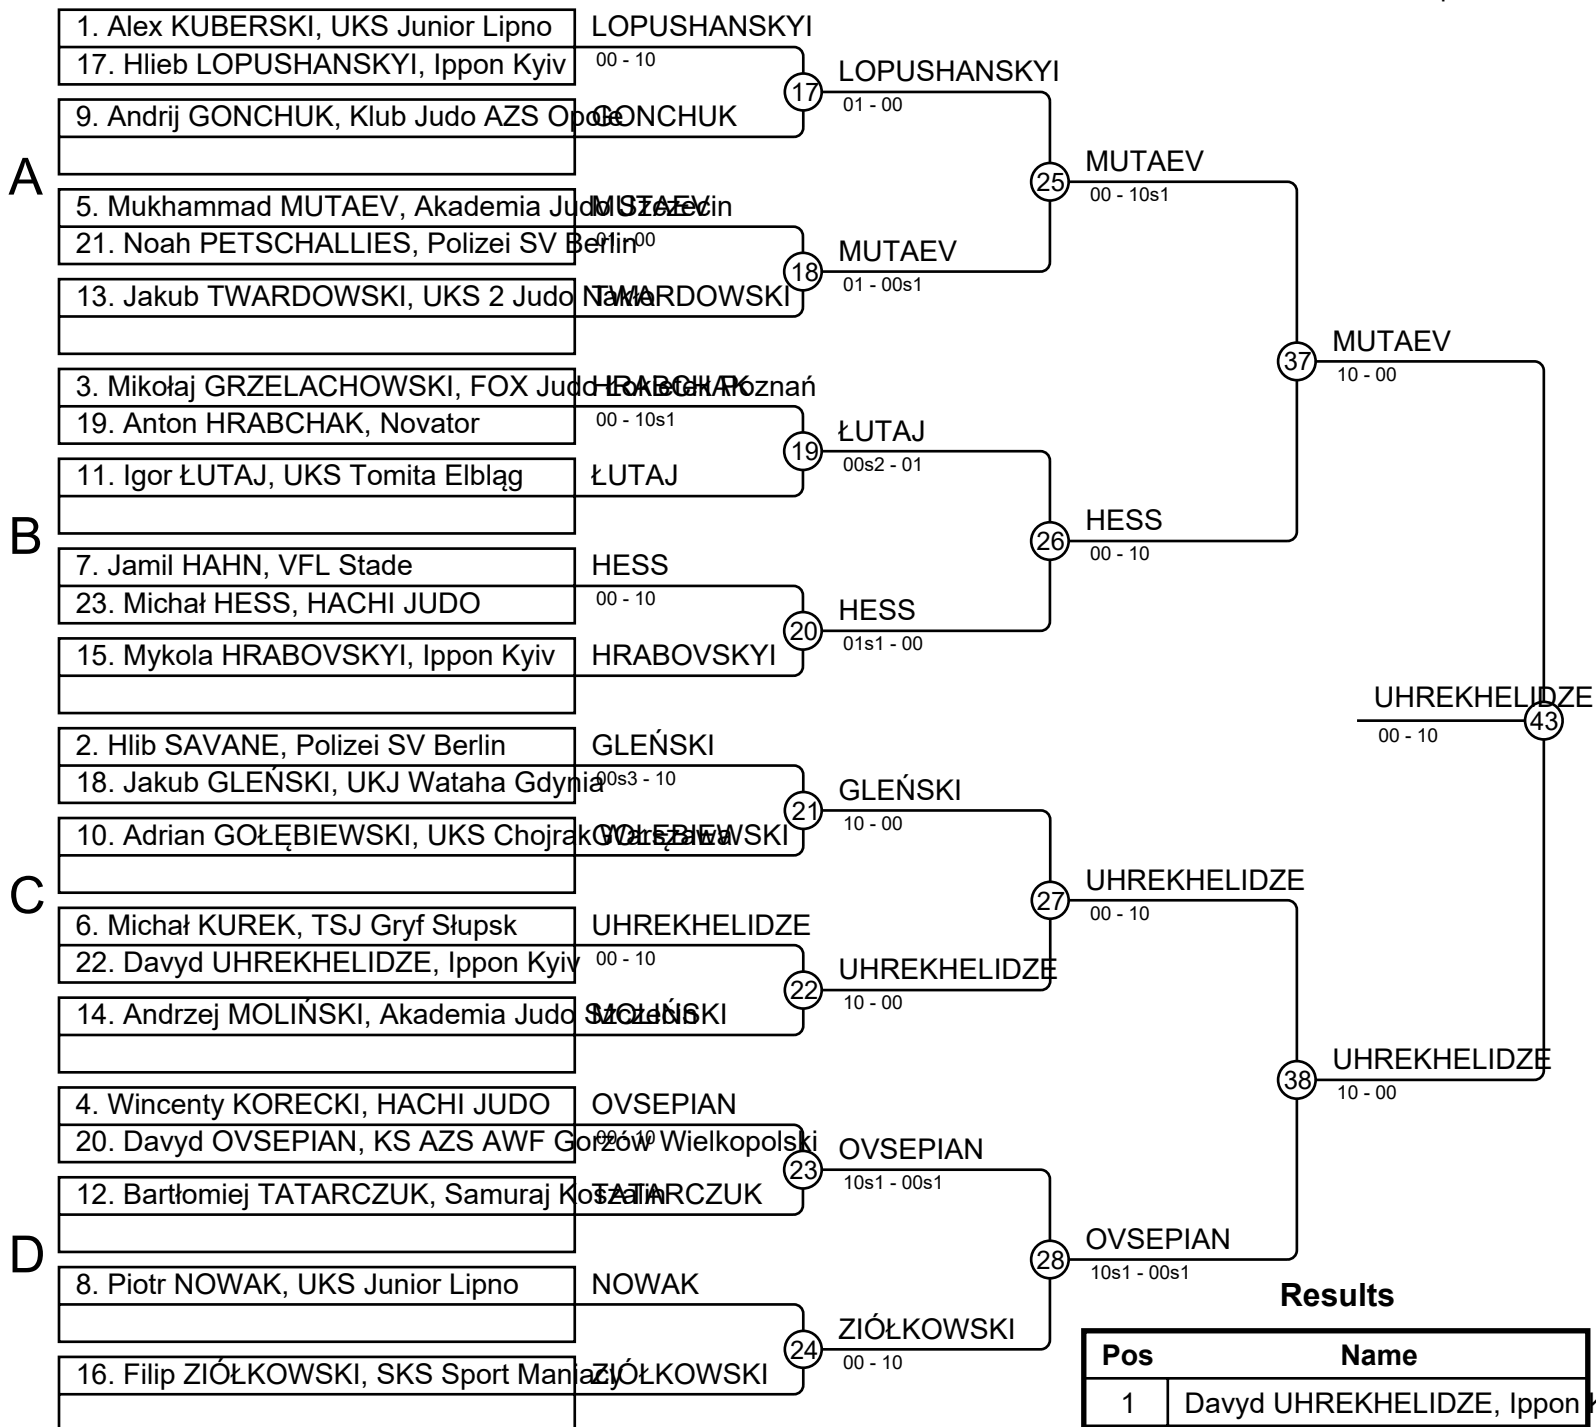 1. Alex KUBERSKI, UKS Junior Lipno
LOPUSHANSKYI
17. Hlieb LOPUSHANSKYI, Ippon Kyiv
00 - 10
17
LOPUSHANSKYI
01 - 00
9. Andrij GONCHUK, Klub Judo AZS Opole
GONCHUK
A
25
MUTAEV
00 - 10s1
5. Mukhammad MUTAEV, Akademia Judo Szczecin
MUTAEV
21. Noah PETSCHALLIES, Polizei SV Berlin
01 - 00
18
MUTAEV
01 - 00s1
13. Jakub TWARDOWSKI, UKS 2 Judo Nakło
TWARDOWSKI
37
MUTAEV
10 - 00
3. Mikołaj GRZELACHOWSKI, FOX Judo Łokietek Poznań
HRABCHAK
19. Anton HRABCHAK, Novator
00 - 10s1
19
ŁUTAJ
00s2 - 01
11. Igor ŁUTAJ, UKS Tomita Elbląg
ŁUTAJ
B
26
HESS
00 - 10
7. Jamil HAHN, VFL Stade
HESS
23. Michał HESS, HACHI JUDO
00 - 10
20
HESS
01s1 - 00
15. Mykola HRABOVSKYI, Ippon Kyiv
HRABOVSKYI
UHREKHELIDZE
43
00 - 10
2. Hlib SAVANE, Polizei SV Berlin
GLEŃSKI
18. Jakub GLEŃSKI, UKJ Wataha Gdynia
00s3 - 10
21
GLEŃSKI
10 - 00
10. Adrian GOŁĘBIEWSKI, UKS Chojrak Warszawa
GOŁĘBIEWSKI
C
27
UHREKHELIDZE
00 - 10
6. Michał KUREK, TSJ Gryf Słupsk
UHREKHELIDZE
22. Davyd UHREKHELIDZE, Ippon Kyiv
00 - 10
22
UHREKHELIDZE
10 - 00
14. Andrzej MOLIŃSKI, Akademia Judo Szczecin
MOLIŃSKI
38
UHREKHELIDZE
10 - 00
4. Wincenty KORECKI, HACHI JUDO
OVSEPIAN
20. Davyd OVSEPIAN, KS AZS AWF Gorzów Wielkopolski
00 - 10
23
OVSEPIAN
10s1 - 00s1
12. Bartłomiej TATARCZUK, Samuraj Koszalin
TATARCZUK
D
28
OVSEPIAN
10s1 - 00s1
8. Piotr NOWAK, UKS Junior Lipno
NOWAK
24
ZIÓŁKOWSKI
00 - 10
16. Filip ZIÓŁKOWSKI, SKS Sport Maniacy
ZIÓŁKOWSKI
Results
Pos Name
1 Davyd UHREKHELIDZE, Ippon